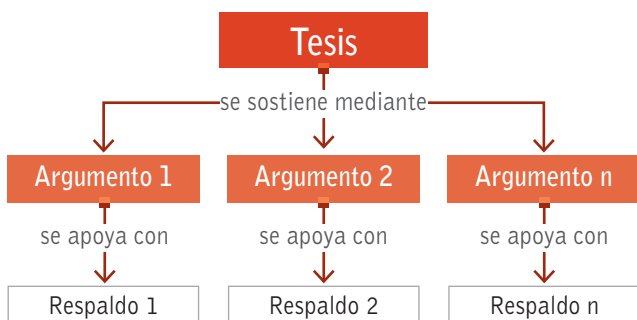 Tesis
se sostiene mediante
Argumento 1
Argumento 2
Argumento n
se apoya con
se apoya con
se apoya con
Respaldo 1
Respaldo 2
Respaldo n